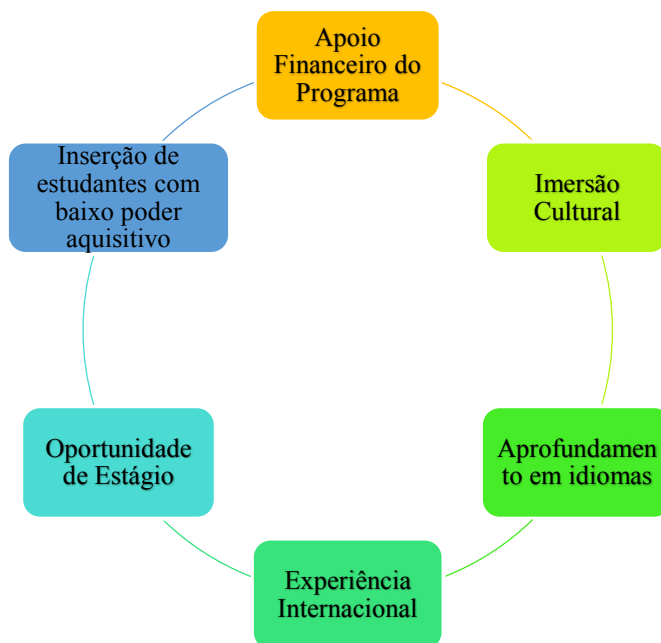 Apoio
Financeiro do
Programa
Imersão
Cultural
Aprofundamen
to em idiomas
Experiência
Internacional
Oportunidade
de Estágio
Inserção de
estudantes com
baixo poder
aquisitivo